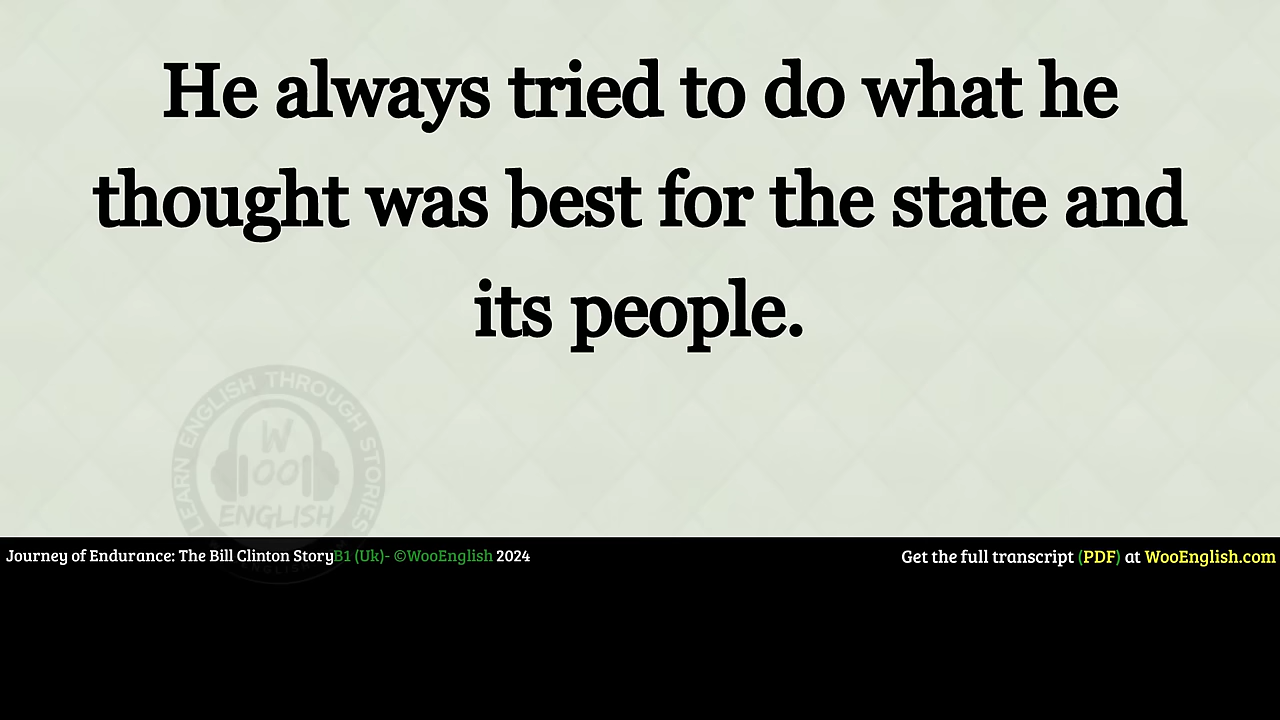 He always tried to do what he
thought was best for the state and
its people.
LEARN ENGLISH THROUGH STORIES
W
OO
ENGLISH
Journey of Endurance: The Bill Clinton StoryB1 (Uk)- ©WooEnglish 2024
Get the full transcript (PDF) at WooEnglish.com